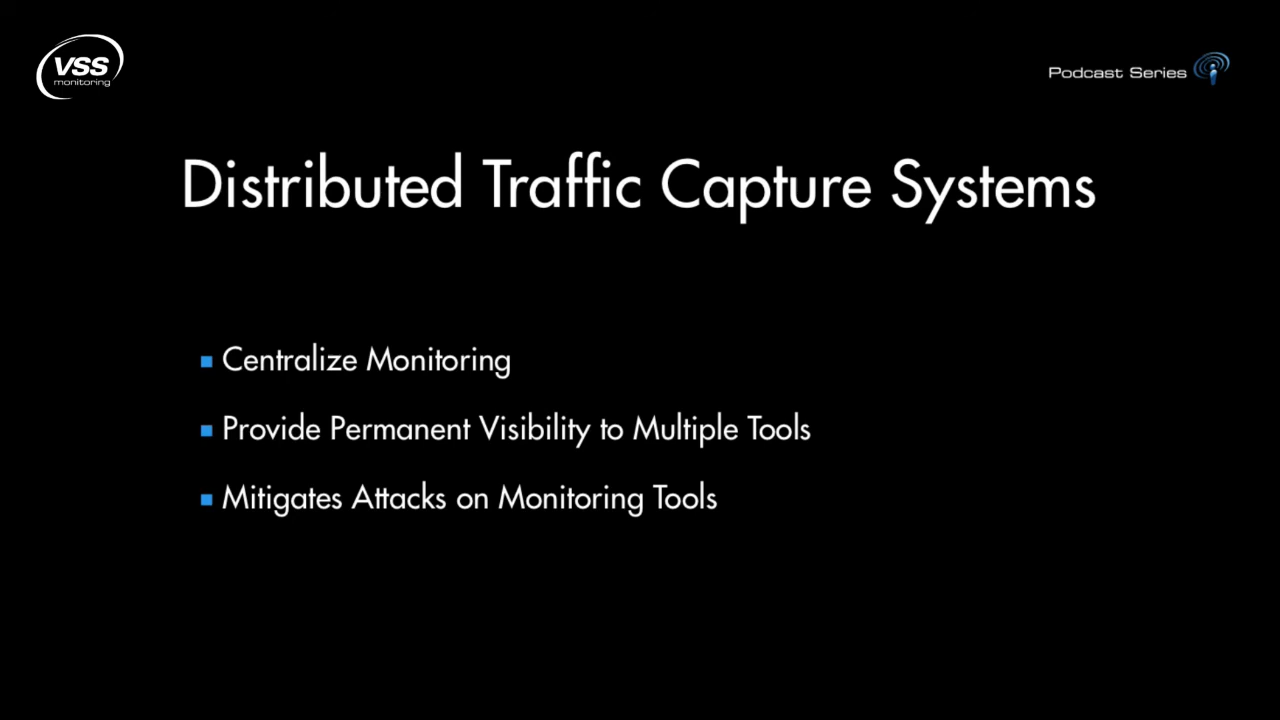 VSS
monitoring
Podcast Series
Distributed Traffic Capture Systems
Centralize Monitoring
Provide Permanent Visibility to Multiple Tools
Mitigates Attacks on Monitoring Tools